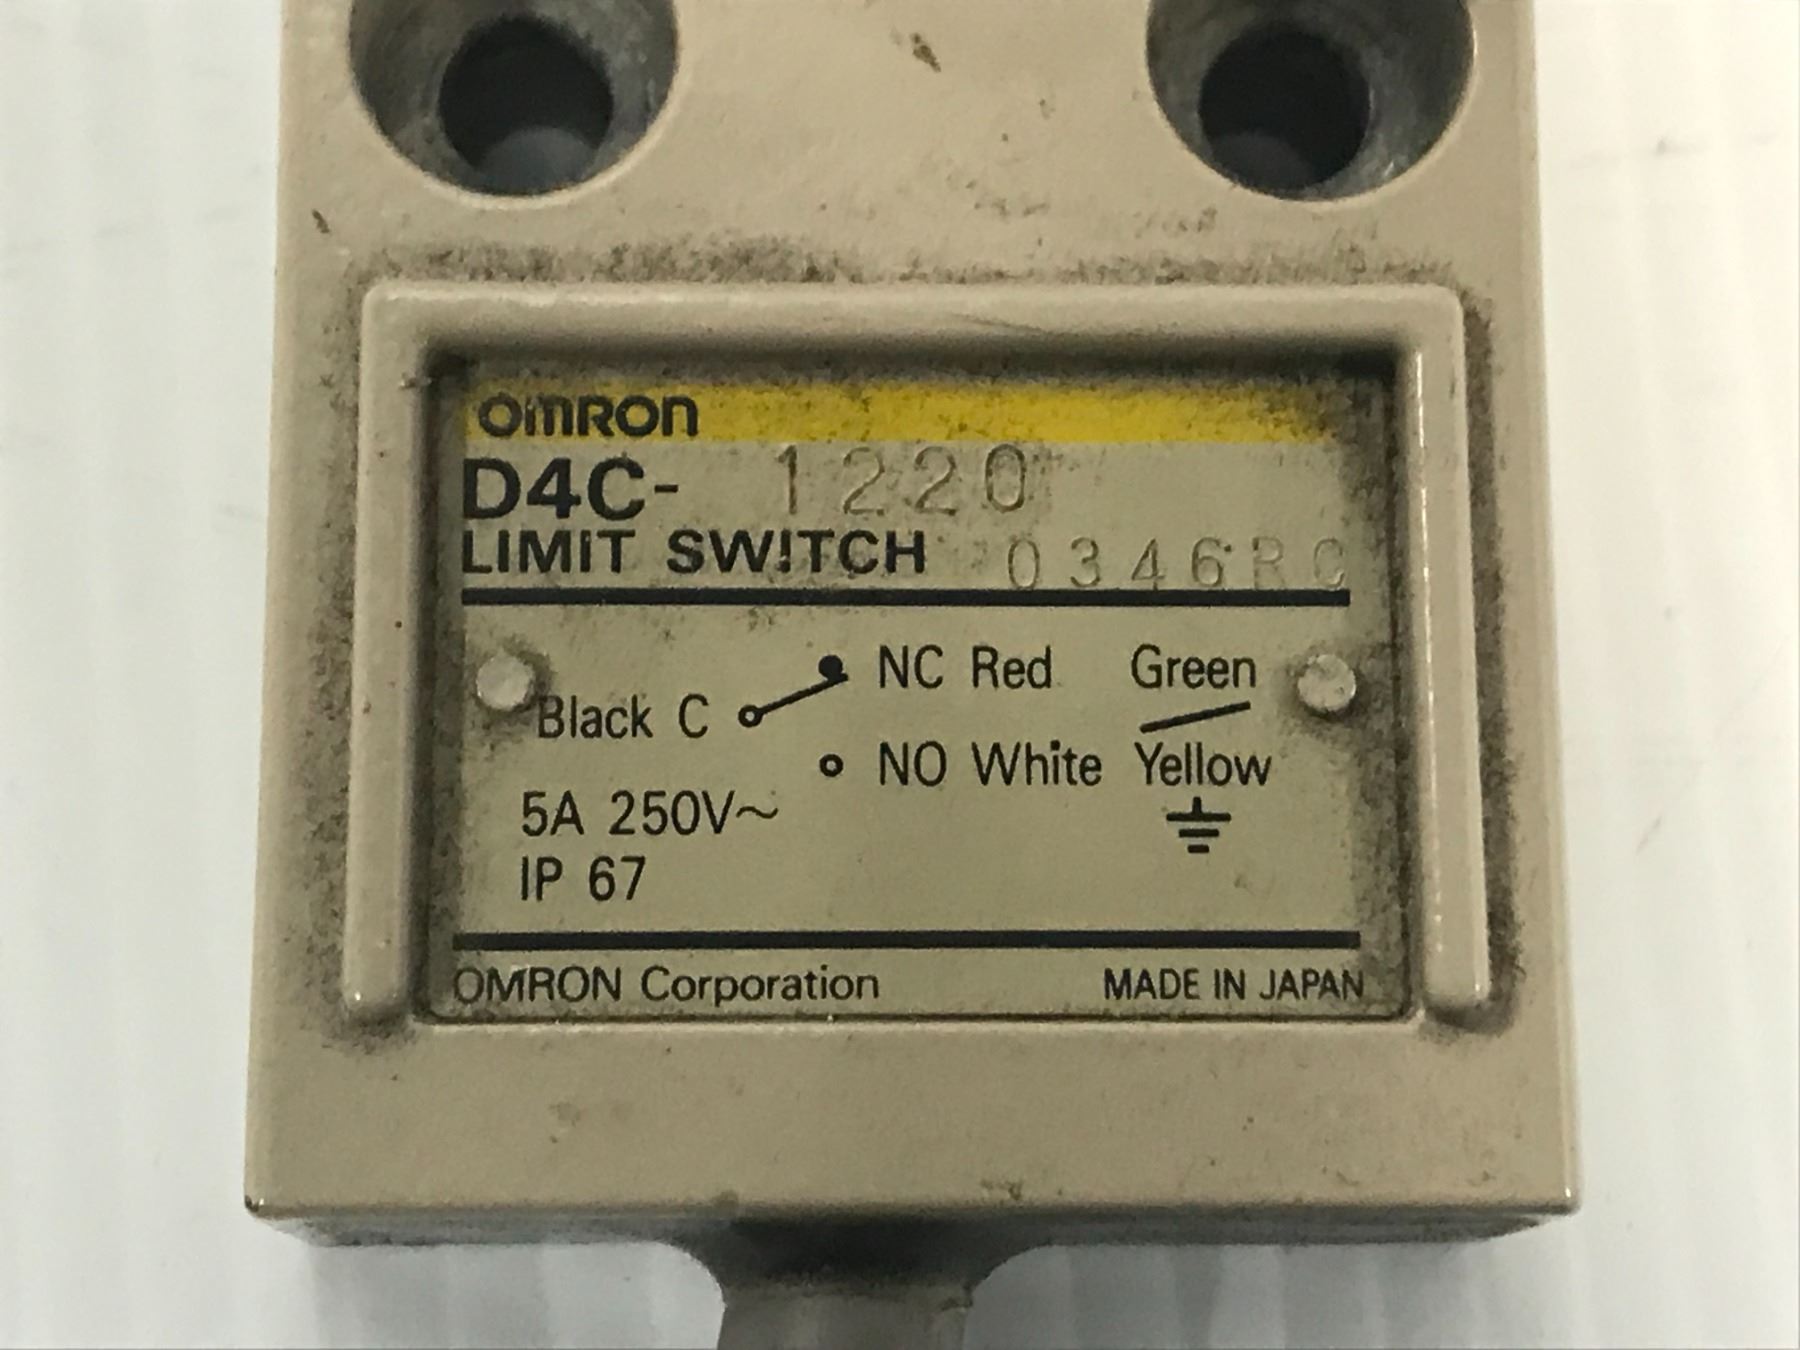 OMRON
D4C- 1220
LIMIT SWITCH 0346RC
NC Red Green
Black C
NO White Yellow
5A 250V~
IP 67
OMRON Corporation MADE IN JAPAN